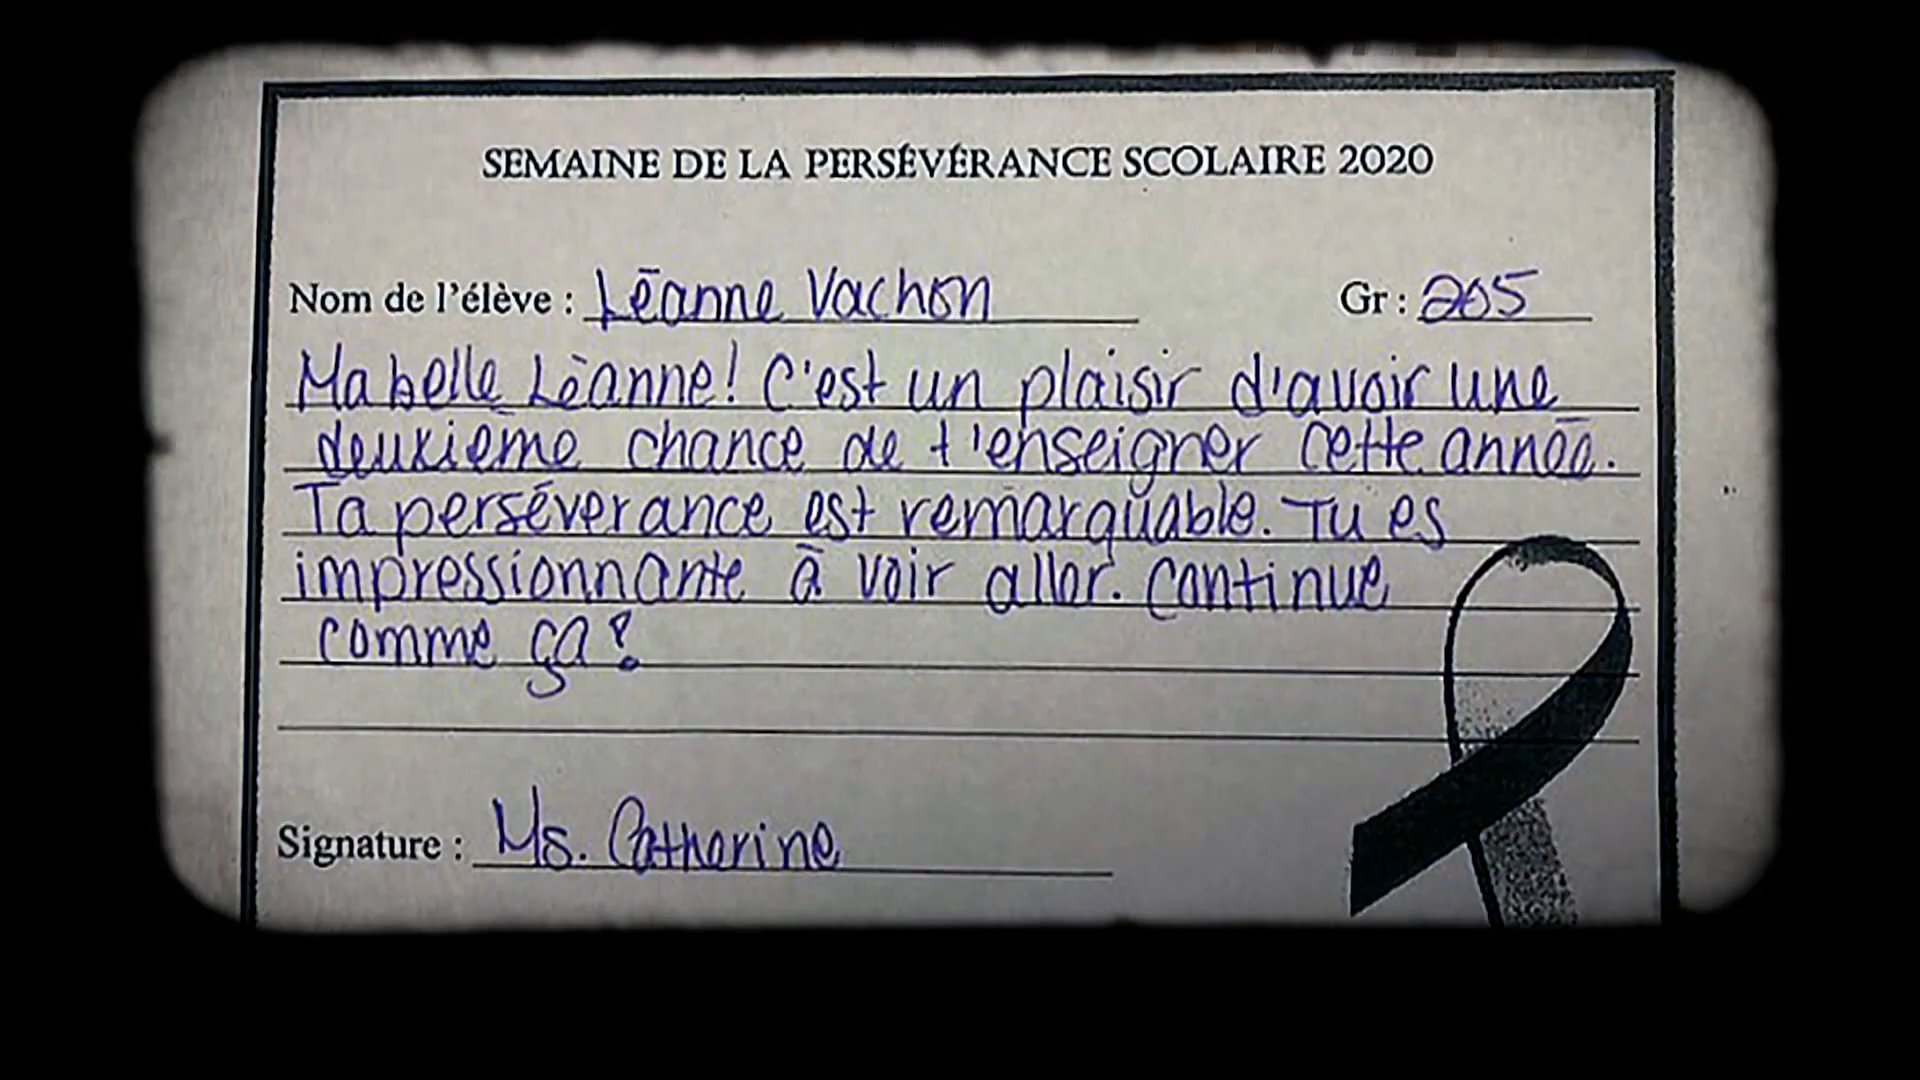 SEMAINE DE LA PERSÉVÉRANCE SCOLAIRE 2020
Nom de l'élève : Léanne Vachon Gr : 205
Ma belle Léanne! C'est un plaisir d'avoir une
deuxième chance de t'enseigner cette année.
Ta persévérance est remarquable. Tu es
impressionnante à voir aller. Continue
comme ça!
Signature : Ms. Catherine